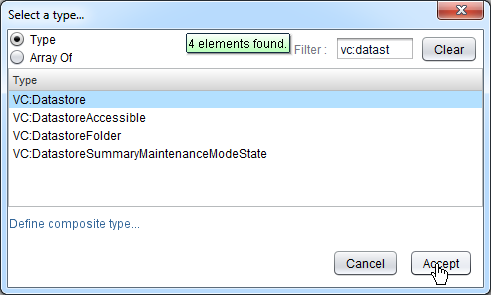 Select a type...
Type
Array Of
4 elements found.
Filter :
vc:datast
Clear
Type
VC:Datastore
VC:DatastoreAccessible
VC:DatastoreFolder
VC:DatastoreSummaryMaintenanceModeState
Define composite type...
Cancel
Accept